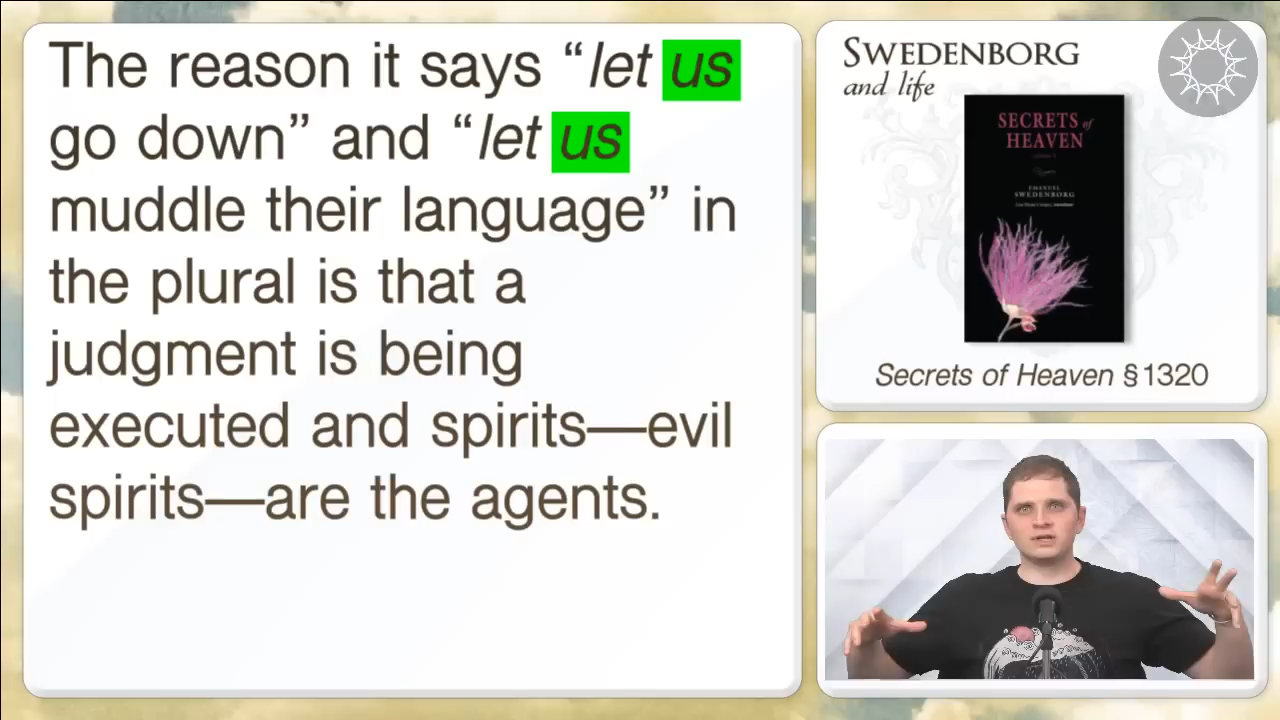 The reason it says “let us
go down” and “let us
muddle their language” in
the plural is that a
judgment is being
executed and spirits—evil
spirits—are the agents.
SWEDENBORG
and life
SECRETS of
HEAVEN
EMANUEL
SWEDENBORG
Secrets of Heaven §1320